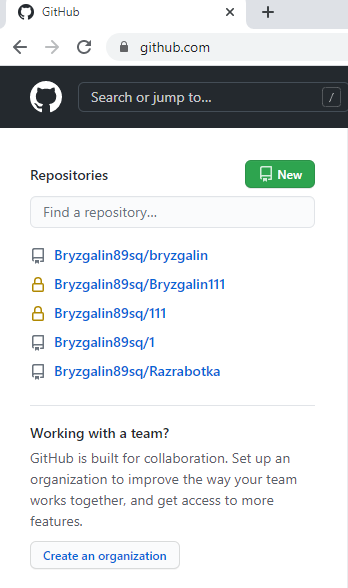 GitHub
github.com
Search or jump to...
/
Repositories
New
Find a repository...
Bryzgalin89sq/bryzgalin
Bryzgalin89sq/Bryzgalin111
Bryzgalin89sq/111
Bryzgalin89sq/1
Bryzgalin89sq/Razrabotka
Working with a team?
GitHub is built for collaboration. Set up an
organization to improve the way your team
works together, and get access to more
features.
Create an organization